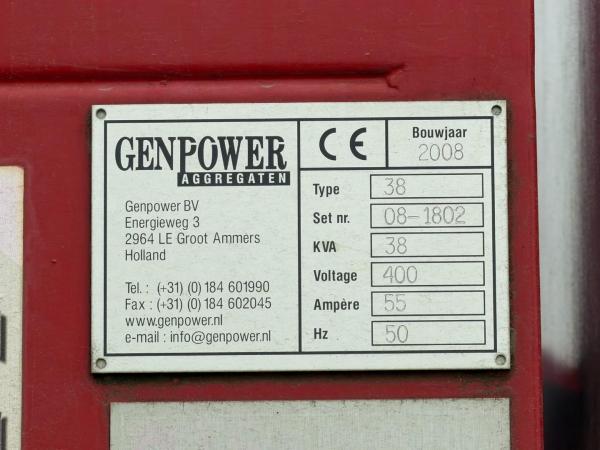 GENPOWER
AGGREGATEN
Genpower BV
Energieweg 3
2964 LE Groot Ammers
Holland
Tel. : (+31) (0) 184 601990
Fax : (+31) (0) 184 602045
www.genpower.nl
e-mail : info@genpower.nl
CE
Bouwjaar
2008
Type 38
Set nr. 08-1802
KVA 38
Voltage 400
Ampère 55
Hz 50